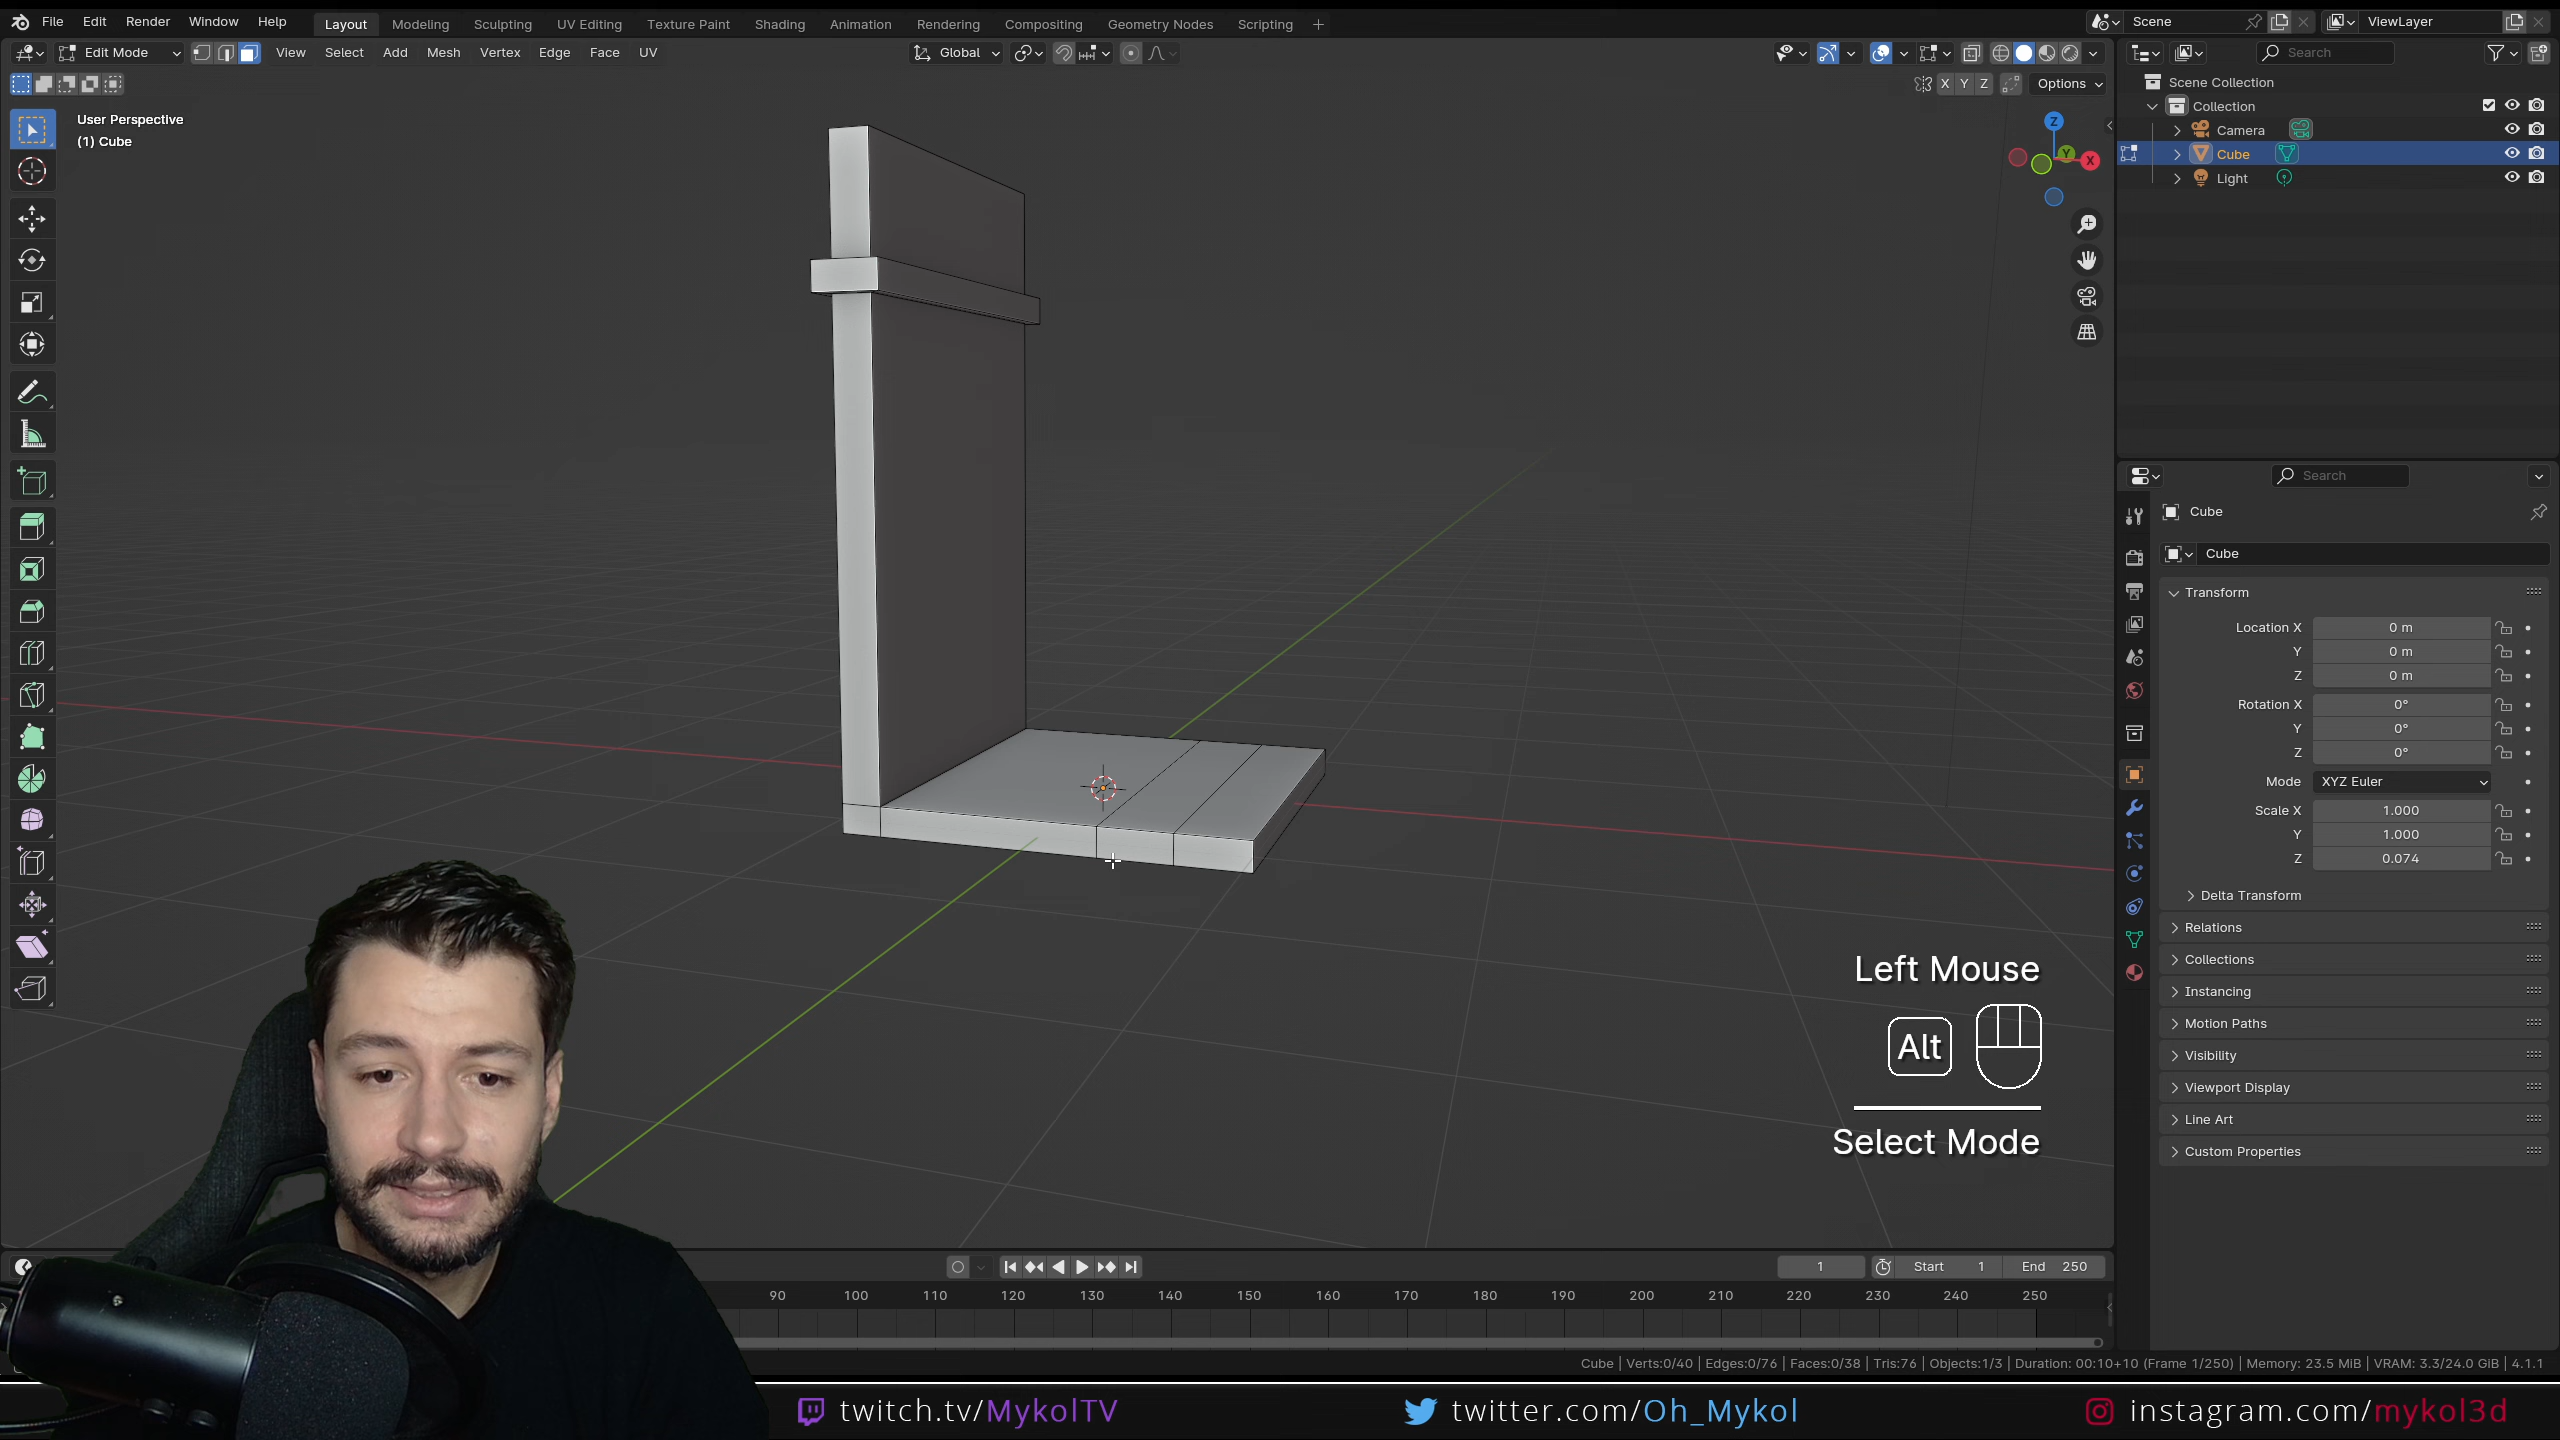 File Edit Render Window Help Layout Modeling Sculpting UV Editing Texture Paint Shading Animation Rendering Compositing Geometry Nodes Scripting +
Scene
ViewLayer
Edit Mode View Select Add Mesh Vertex Edge Face UV
Global
Search
X Y Z
Options
Scene Collection
Collection
Camera
Cube
Light
User Perspective
(1) Cube
Z
Y
X
Search
Cube
Cube
Transform
Location X 0 m
Y 0 m
Z 0 m
Rotation X 0°
Y 0°
Z 0°
Mode XYZ Euler
Scale X 1.000
Y 1.000
Z 0.074
Delta Transform
Relations
Collections
Instancing
Motion Paths
Visibility
Viewport Display
Line Art
Custom Properties
Left Mouse
Alt
Select Mode
1 Start 1 End 250
90 100 110 120 130 140 150 160 170 180 190 200 210 220 230 240 250
Cube | Verts:0/40 | Edges:0/76 | Faces:0/38 | Tris:76 | Objects:1/3 | Duration: 00:10+10 (Frame 1/250) | Memory: 23.5 MiB | VRAM: 3.3/24.0 GiB | 4.1.1
twitch.tv/MykolTV
twitter.com/Oh_Mykol
instagram.com/mykol3d